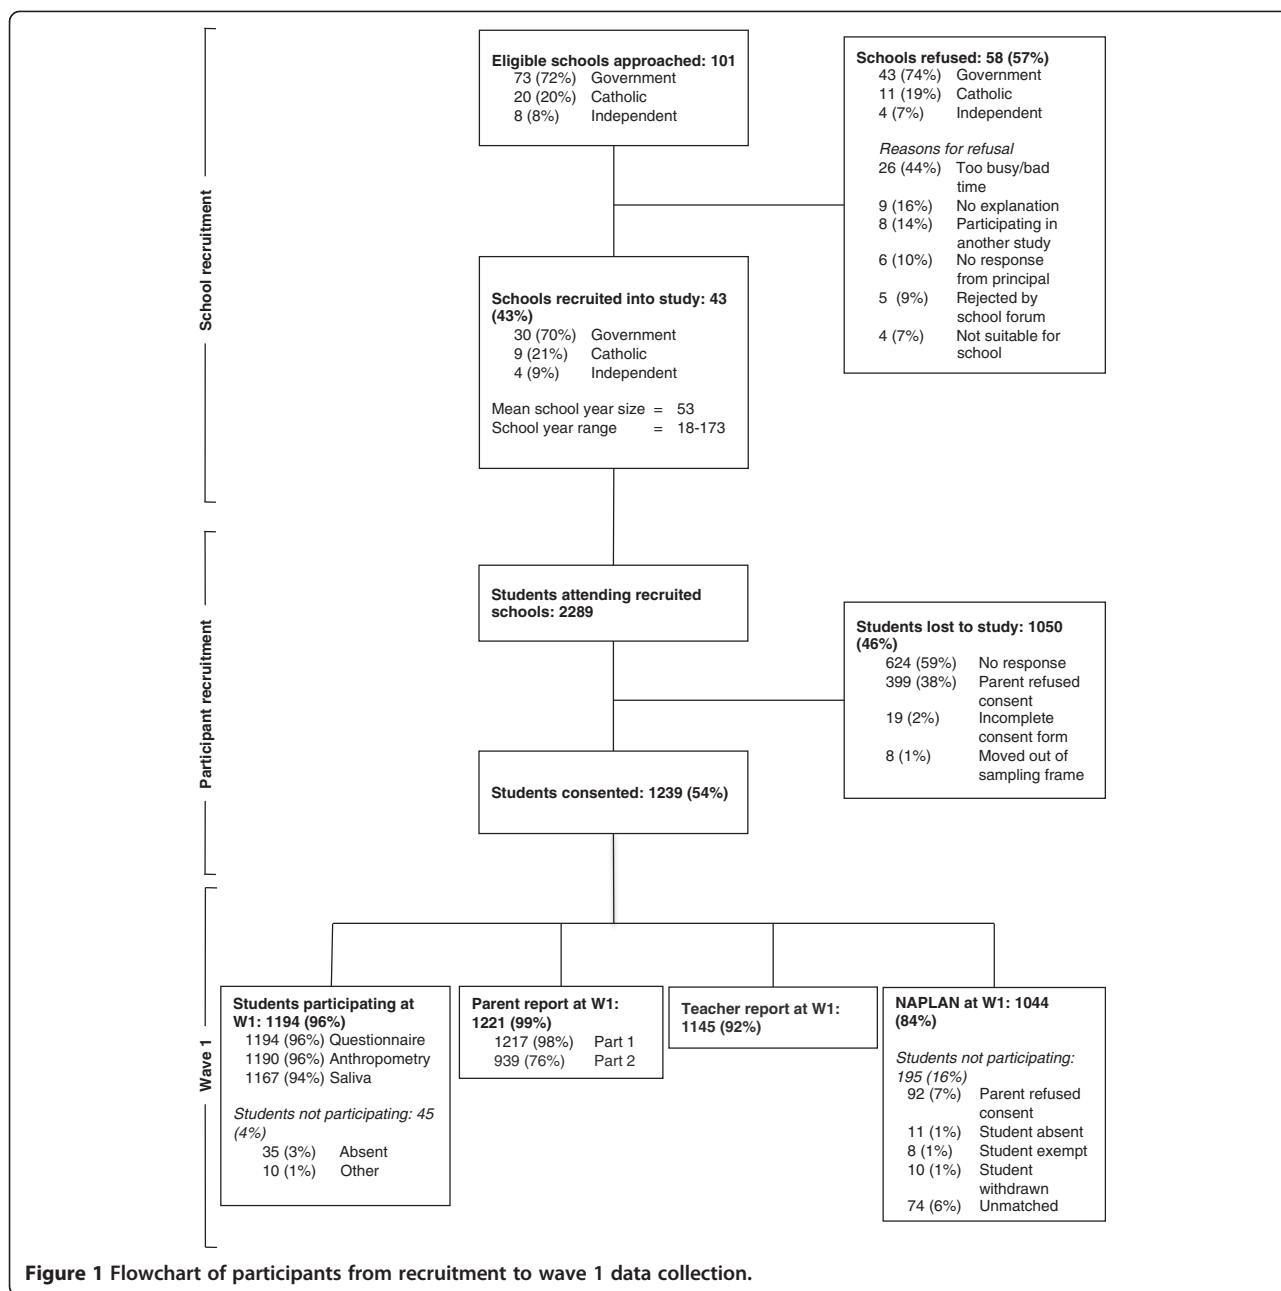 School recruitment
Eligible schools approached: 101
73 (72%) Government
20 (20%) Catholic
8 (8%) Independent
Schools refused: 58 (57%)
43 (74%) Government
11 (19%) Catholic
4 (7%) Independent
Reasons for refusal
26 (44%) Too busy/bad
time
9 (16%) No explanation
8 (14%) Participating in
another study
6 (10%) No response
from principal
5 (9%) Rejected by
school forum
4 (7%) Not suitable for
school
Schools recruited into study: 43
(43%)
30 (70%) Government
9 (21%) Catholic
4 (9%) Independent
Mean school year size = 53
School year range = 18-173
Participant recruitment
Students attending recruited
schools: 2289
Students lost to study: 1050
(46%)
624 (59%) No response
399 (38%) Parent refused
consent
19 (2%) Incomplete
consent form
8 (1%) Moved out of
sampling frame
Students consented: 1239 (54%)
Wave 1
Students participating at
W1: 1194 (96%)
1194 (96%) Questionnaire
1190 (96%) Anthropometry
1167 (94%) Saliva
Students not participating: 45
(4%)
35 (3%) Absent
10 (1%) Other
Parent report at W1:
1221 (99%)
1217 (98%) Part 1
939 (76%) Part 2
Teacher report at W1:
1145 (92%)
NAPLAN at W1: 1044
(84%)
Students not participating:
195 (16%)
92 (7%) Parent refused
consent
11 (1%) Student absent
8 (1%) Student exempt
10 (1%) Student
withdrawn
74 (6%) Unmatched
Figure 1 Flowchart of participants from recruitment to wave 1 data collection.